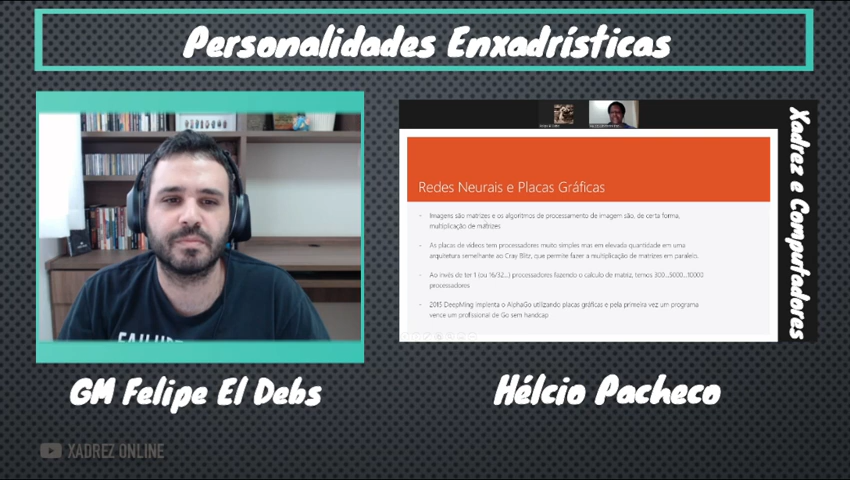 Personalidades Enxadrísticas
Redes Neurais e Placas Gráficas
- Imagens são matrizes e os algoritmos de processamento de imagem são, de certa forma,
multiplicação de matrizes
- As placas de vídeos tem processadores muito simples mas em elevada quantidade em uma
arquitetura semelhante ao Cray Blitz, que permite fazer a multiplicação de matrizes em paralelo.
- Ao invés de ter 1 (ou 16/32...) processadores fazendo o calculo de matriz, temos 300...5000...10000
processadores
- 2015 DeepMing implenta o AlphaGo utilizando placas gráficas e pela primeira vez um programa
vence um profissional de Go sem handcap
Xadrez e Computadores
FAILURE
GM Felipe El Debs
Hélcio Pacheco
XADREZ ONLINE